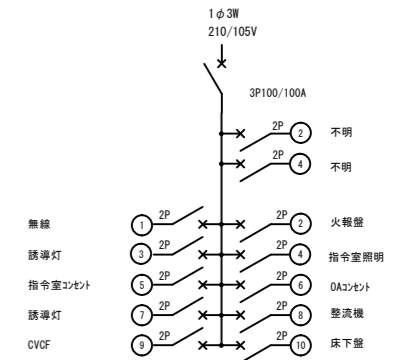 1φ3W
210/105V
3P100/100A
2P ② 不明
2P ④ 不明
無線 ① 2P 2P ② 火報盤
誘導灯 ③ 2P 2P ④ 指令室照明
指令室コンセント ⑤ 2P 2P ⑥ OAコンセント
誘導灯 ⑦ 2P 2P ⑧ 整流機
CVCF ⑨ 2P 2P ⑩ 床下盤